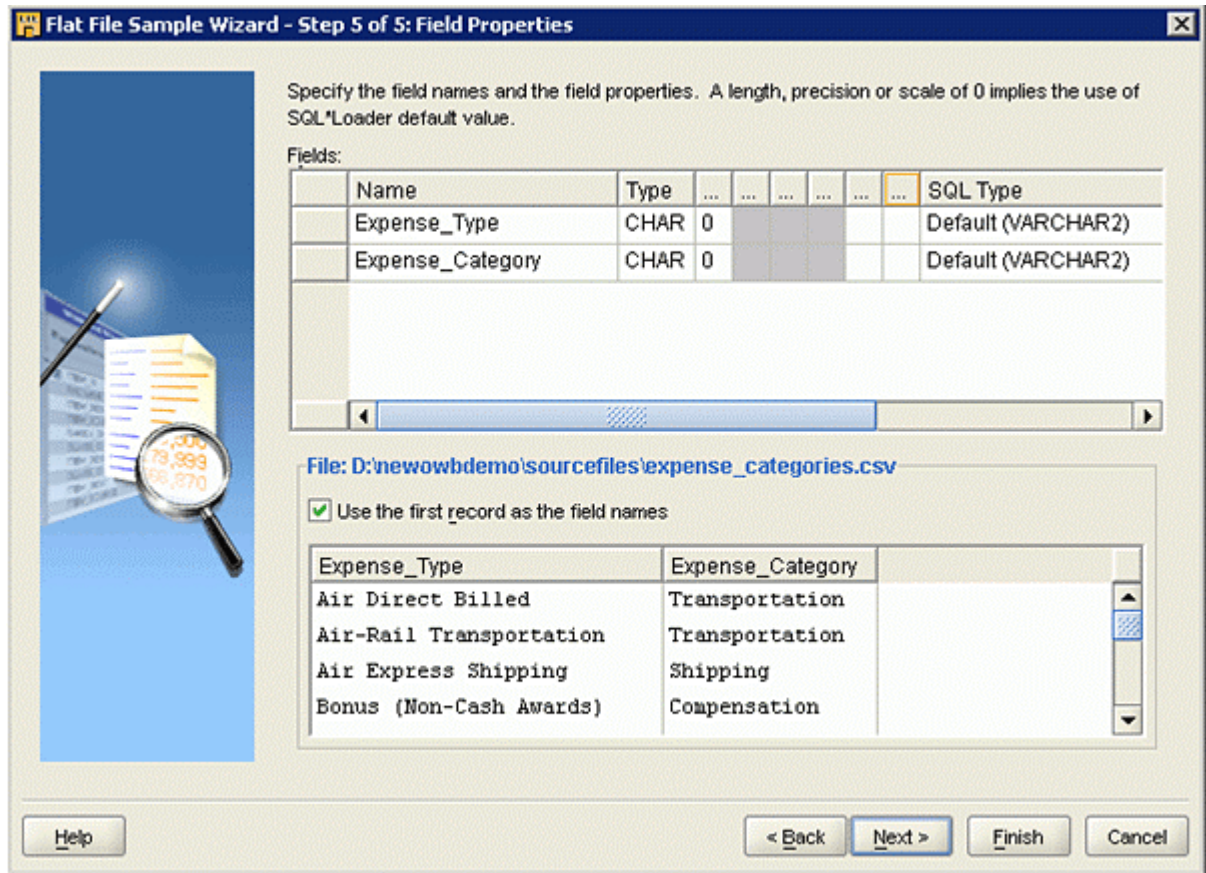 Flat File Sample Wizard - Step 5 of 5: Field Properties
Specify the field names and the field properties. A length, precision or scale of 0 implies the use of
SQL*Loader default value.
Fields:
Name Type ... ... ... ... ... ... SQL Type
Expense_Type CHAR 0 Default (VARCHAR2)
Expense_Category CHAR 0 Default (VARCHAR2)
File: D:\newowbdemo\sourcefiles\expense_categories.csv
Use the first record as the field names
Expense_Type Expense_Category
Air Direct Billed Transportation
Air-Rail Transportation Transportation
Air Express Shipping Shipping
Bonus (Non-Cash Awards) Compensation
Help < Back Next > Finish Cancel